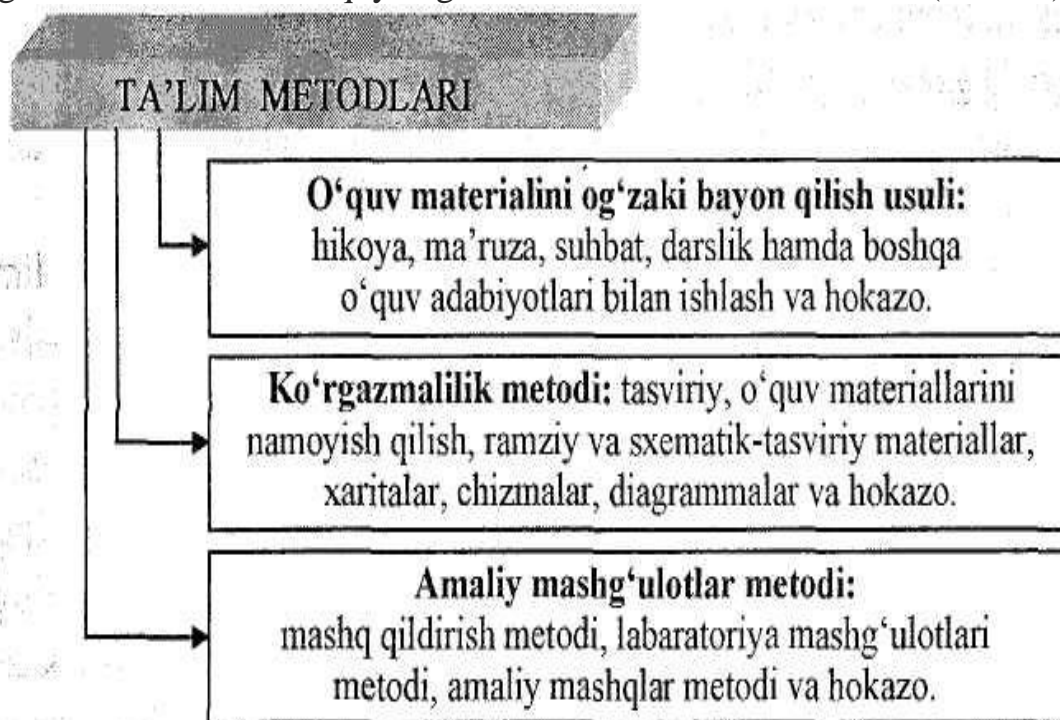 TA’LIM METODLARI
O‘quv materialini og‘zaki bayon qilish usuli:
hikoya, ma’ruza, suhbat, darslik hamda boshqa
o‘quv adabiyotlari bilan ishlash va hokazo.
Ko‘rgazmalilik metodi: tasviriy, o‘quv materiallarini
namoyish qilish, ramziy va sxematik-tasviriy materiallar,
xaritalar, chizmalar, diagrammalar va hokazo.
Amaliy mashg‘ulotlar metodi:
mashq qildirish metodi, labaratoriya mashg‘ulotlari
metodi, amaliy mashqlar metodi va hokazo.